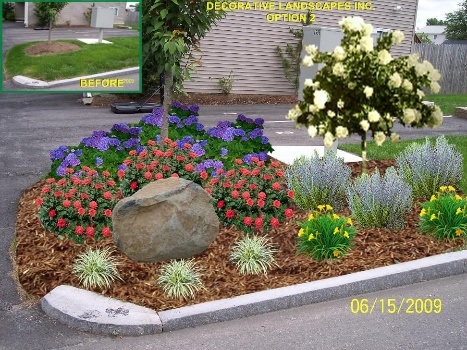 DECORATIVE LANDSCAPES INC.
OPTION 2
BEFORE
06/15/2009